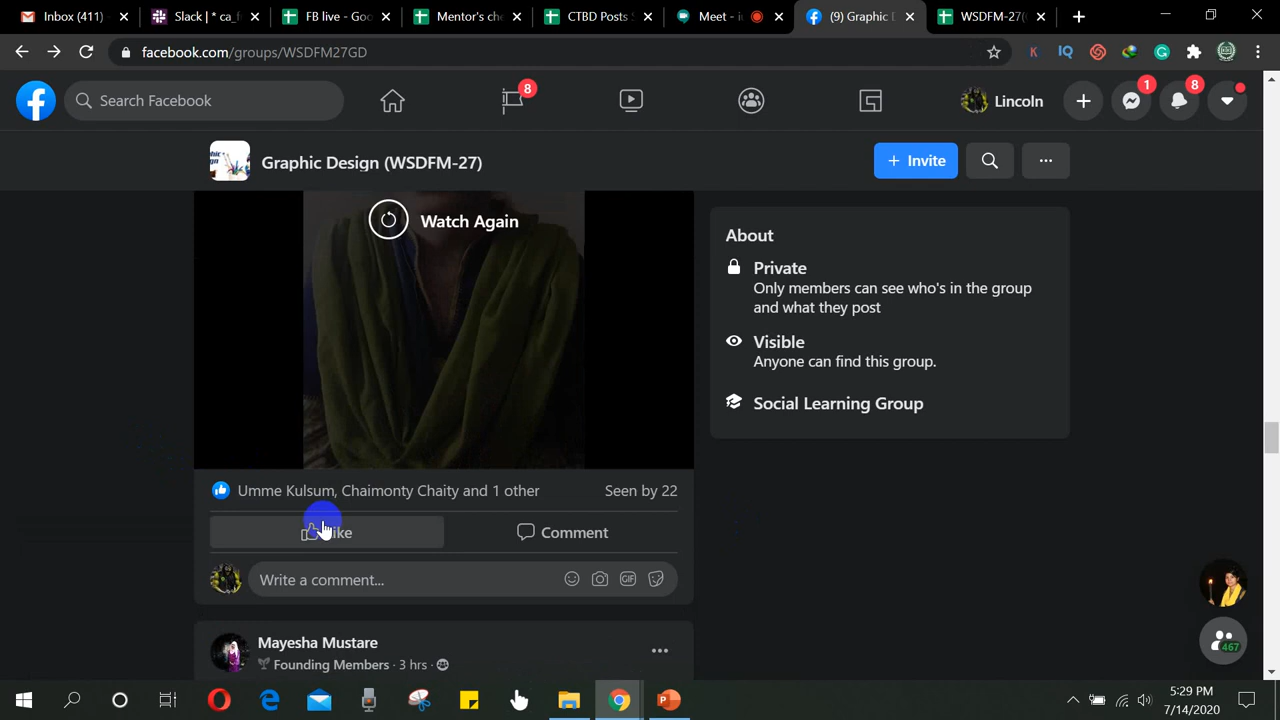 Inbox (411)
Slack | * ca_f
FB live - Goo
Mentor's che
CTBD Posts S
Meet - i
(9) Graphic D
WSDFM-27(
facebook.com/groups/WSDFM27GD
Search Facebook
8
Lincoln
1
8
Graphic Design (WSDFM-27)
+ Invite
Watch Again
About
Private
Only members can see who's in the group
and what they post
Visible
Anyone can find this group.
Social Learning Group
Umme Kulsum, Chaimonty Chaity and 1 other
Seen by 22
Like
Comment
Write a comment...
GIF
Mayesha Mustare
Founding Members · 3 hrs ·
467
5:29 PM
7/14/2020